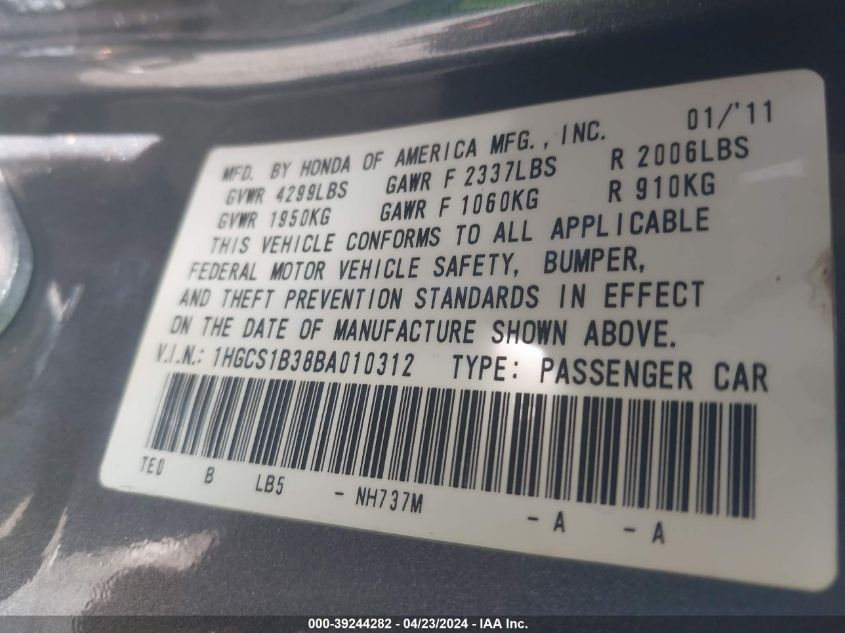 01/'11
MFD. BY HONDA OF AMERICA MFG., INC.
GVWR 4299LBS GAWR F 2337LBS R 2006LBS
GVWR 1950KG GAWR F 1060KG R 910KG
THIS VEHICLE CONFORMS TO ALL APPLICABLE
FEDERAL MOTOR VEHICLE SAFETY, BUMPER,
AND THEFT PREVENTION STANDARDS IN EFFECT
ON THE DATE OF MANUFACTURE SHOWN ABOVE.
V.I.N.: 1HGCS1B38BA010312 TYPE: PASSENGER CAR
TE0 B LB5 - NH737M - A - A
000-39244282 - 04/23/2024 - IAA Inc.